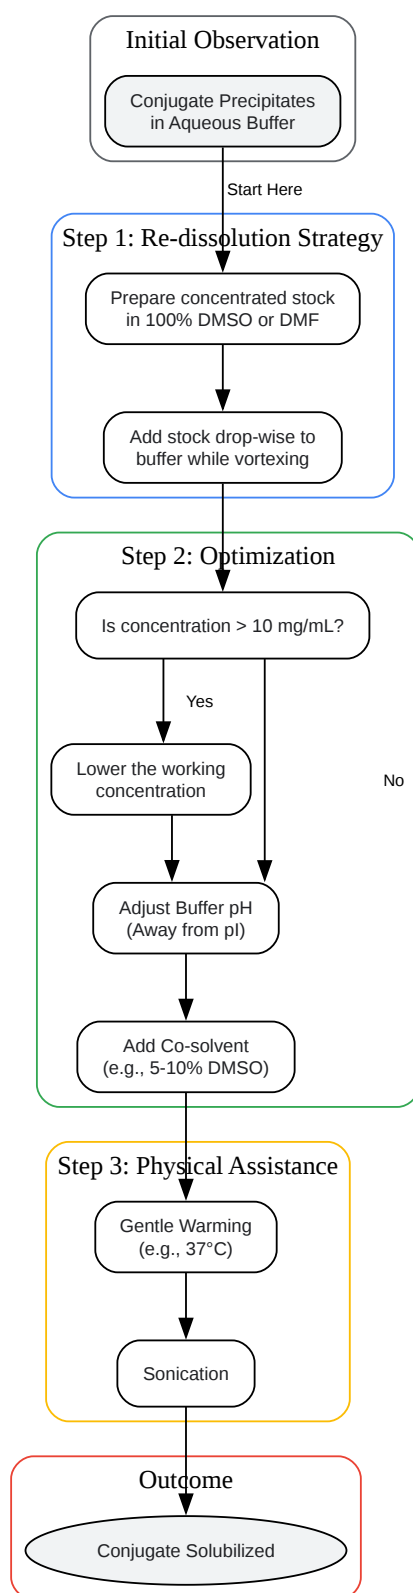 Initial Observation
Conjugate Precipitates
in Aqueous Buffer
Start Here
Step 1: Re-dissolution Strategy
Prepare concentrated stock
in 100% DMSO or DMF
Add stock drop-wise to
buffer while vortexing
Step 2: Optimization
Is concentration > 10 mg/mL?
Yes
Lower the working
concentration
No
Adjust Buffer pH
(Away from pI)
Add Co-solvent
(e.g., 5-10% DMSO)
Step 3: Physical Assistance
Gentle Warming
(e.g., 37°C)
Sonication
Outcome
Conjugate Solubilized